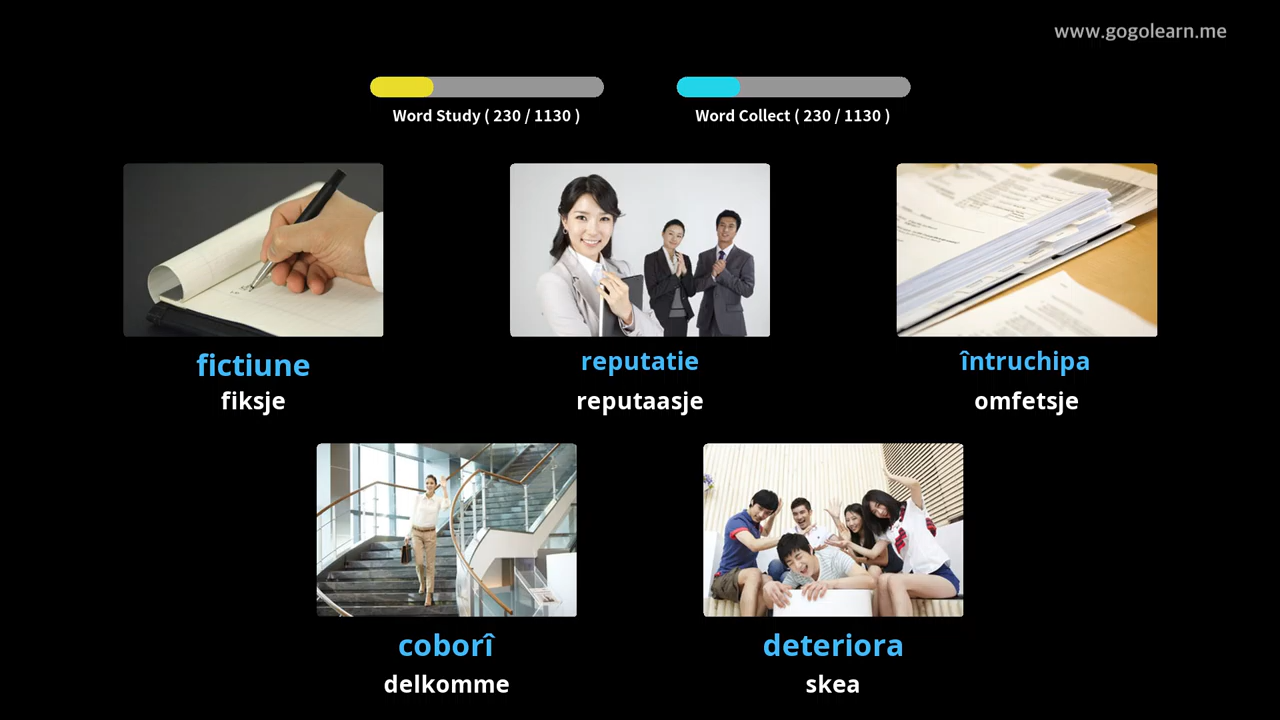 www.gogolearn.me
Word Study ( 230 / 1130 )
Word Collect ( 230 / 1130 )
fictiune
fiksje
reputatie
reputaasje
întruchipa
omfetsje
coborî
delkomme
deteriora
skea